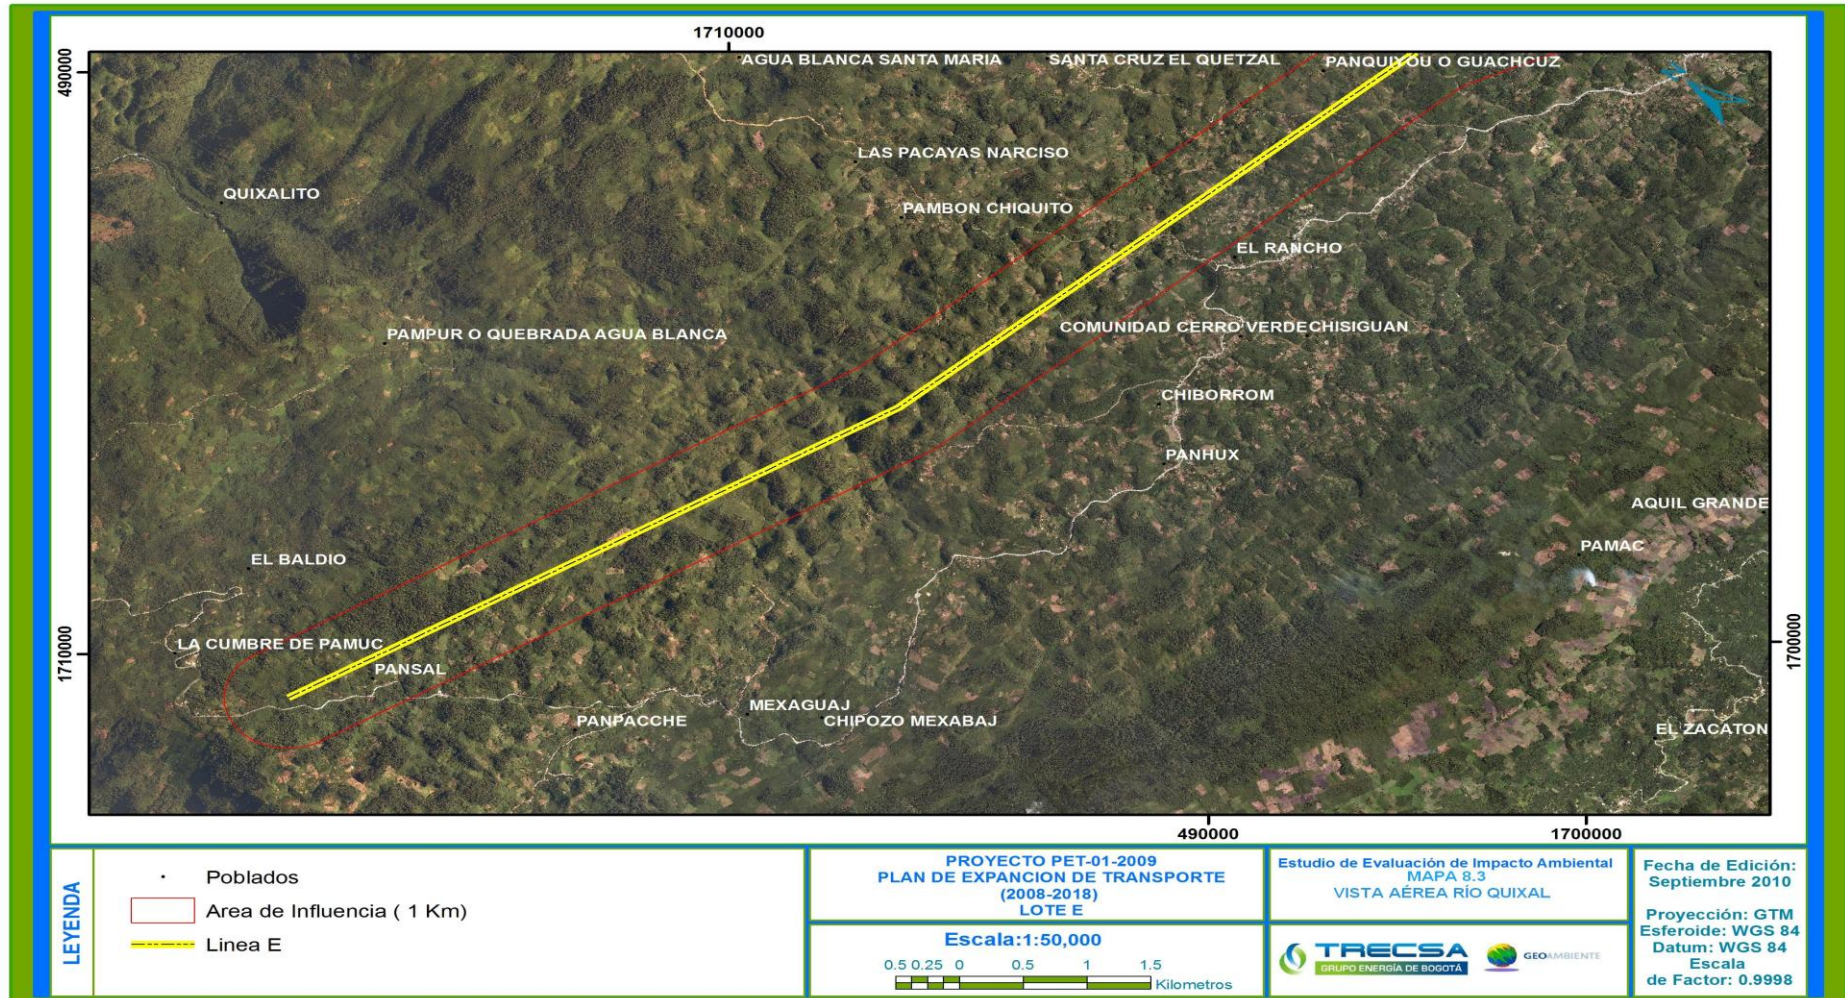 1710000
490000
AGUA BLANCA SANTA MARIA
SANTA CRUZ EL QUETZAL
PANQUIYOU O GUACHCUZ
LAS PACAYAS NARCISO
QUIXALITO
PAMBON CHIQUITO
EL RANCHO
PAMPUR O QUEBRADA AGUA BLANCA
COMUNIDAD CERRO VERDE
CHISIGUAN
CHIBORROM
PANHUX
AQUIL GRANDE
PAMAC
EL BALDIO
LA CUMBRE DE PAMUC
PANSAL
1710000
1700000
MEXAGUAJ
PANPACCHE
CHIPOZO MEXABAJ
EL ZACATON
490000
1700000
LEYENDA
Poblados
Area de Influencia ( 1 Km)
Linea E
PROYECTO PET-01-2009
PLAN DE EXPANCION DE TRANSPORTE
(2008-2018)
LOTE E
Escala:1:50,000
0.5 0.25 0 0.5 1 1.5
Kilometros
Estudio de Evaluación de Impacto Ambiental
MAPA 8.3
VISTA AÉREA RÍO QUIXAL
TRECSA
GRUPO ENERGÍA DE BOGOTÁ
GEOAMBIENTE
Fecha de Edición:
Septiembre 2010
Proyección: GTM
Esferoide: WGS 84
Datum: WGS 84
Escala
de Factor: 0.9998